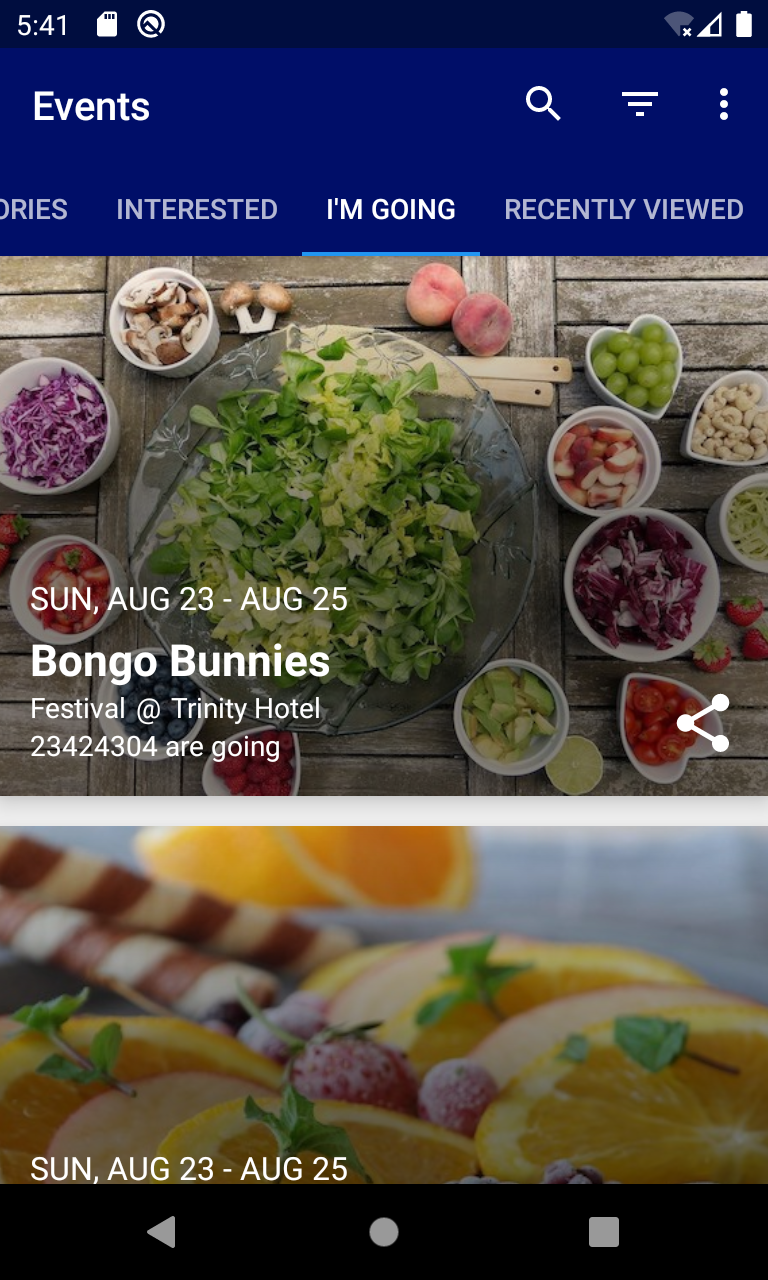 5:41
Events
ORIES INTERESTED I'M GOING RECENTLY VIEWED
SUN, AUG 23 - AUG 25
Bongo Bunnies
Festival @ Trinity Hotel
23424304 are going
SUN, AUG 23 - AUG 25